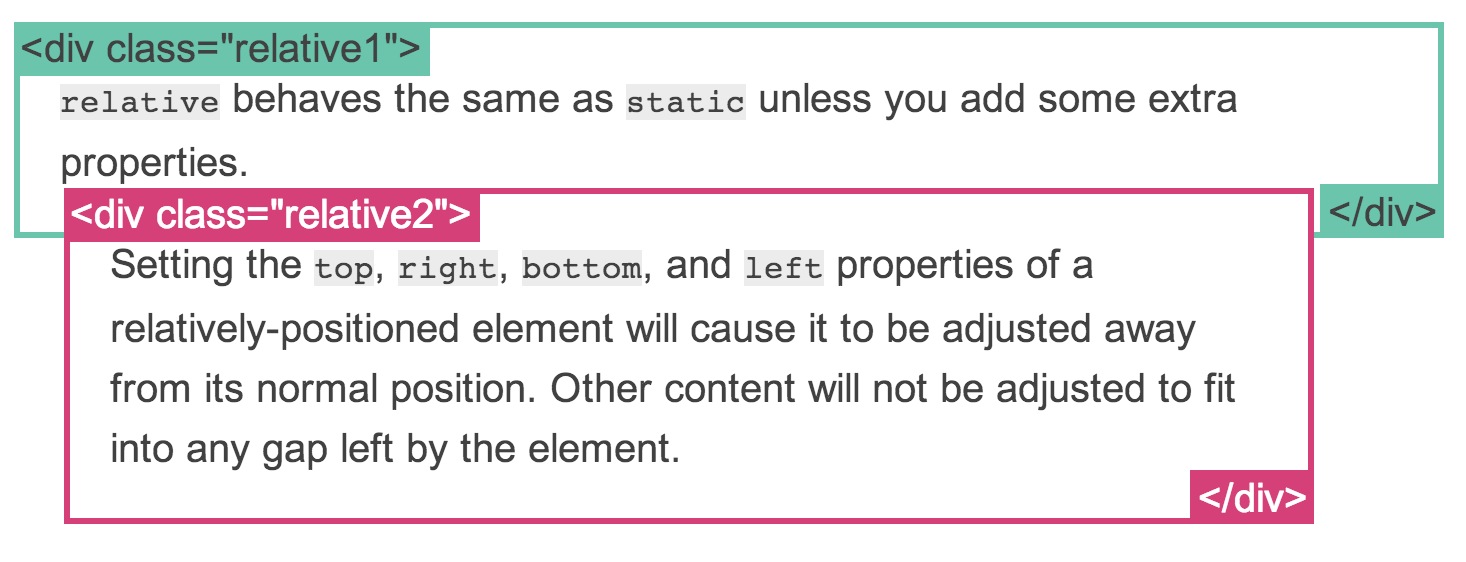 <div class="relative1">
relative behaves the same as static unless you add some extra
properties.
</div>
<div class="relative2">
Setting the top, right, bottom, and left properties of a
relatively-positioned element will cause it to be adjusted away
from its normal position. Other content will not be adjusted to fit
into any gap left by the element.
</div>